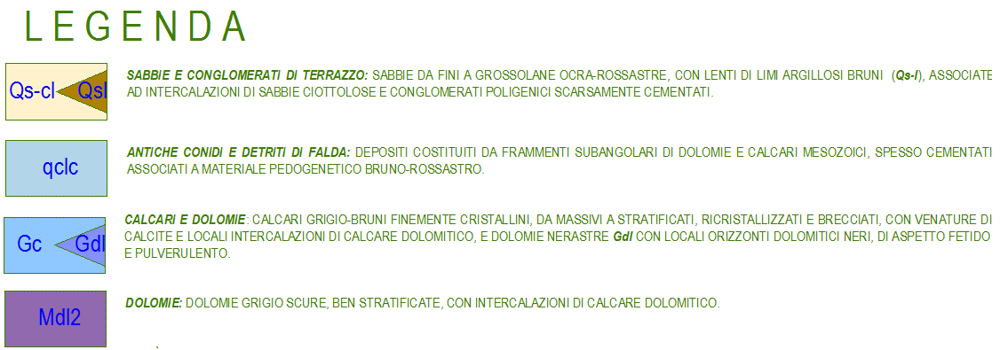 LEGENDA
Qs-cl Qsl
SABBIE E CONGLOMERATI DI TERRAZZO: SABBIE DA FINI A GROSSOLANE OCRA-ROSSASTRE, CON LENTI DI LIMI ARGILLOSI BRUNI (Qs-l), ASSOCIATE
AD INTERCALAZIONI DI SABBIE CIOTTOLOSE E CONGLOMERATI POLIGENICI SCARSAMENTE CEMENTATI.
qclc
ANTICHE CONIDI E DETRITI DI FALDA: DEPOSITI COSTITUITI DA FRAMMENTI SUBANGOLARI DI DOLOMIE E CALCARI MESOZOICI, SPESSO CEMENTATI
ASSOCIATI A MATERIALE PEDOGENETICO BRUNO-ROSSASTRO.
Gc Gdl
CALCARI E DOLOMIE: CALCARI GRIGIO-BRUNI FINEMENTE CRISTALLINI, DA MASSIVI A STRATIFICATI, RICRISTALLIZZATI E BRECCIATI, CON VENATURE DI
CALCITE E LOCALI INTERCALAZIONI DI CALCARE DOLOMITICO, E DOLOMIE NERASTRE Gdl CON LOCALI ORIZZONTI DOLOMITICI NERI, DI ASPETTO FETIDO
E PULVERULENTO.
Mdl2
DOLOMIE: DOLOMIE GRIGIO SCURE, BEN STRATIFICATE, CON INTERCALAZIONI DI CALCARE DOLOMITICO.